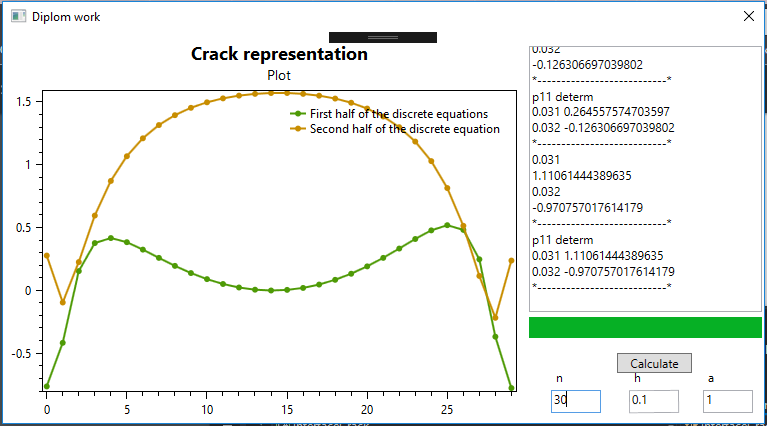 Diplom work
Crack representation
Plot
First half of the discrete equations
Second half of the discrete equation
1.5
1
0.5
0
-0.5
0 5 10 15 20 25
0.032
-0.126306697039802
*---------------------------*
p11 determ
0.031 0.264557574703597
0.032 -0.126306697039802
*---------------------------*
0.031
1.11061444389635
0.032
-0.970757017614179
*---------------------------*
p11 determ
0.031 1.11061444389635
0.032 -0.970757017614179
*---------------------------*
Calculate
n h a
30 0.1 1